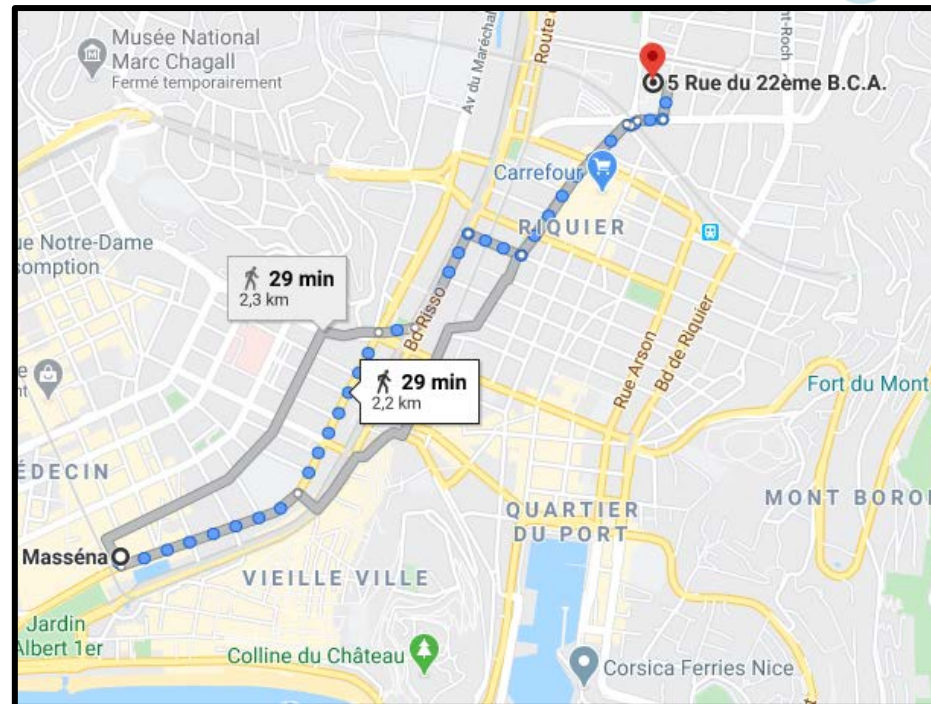 Musée National
Marc Chagall
Fermé temporairement
Av du Maréchal
Route
5 Rue du 22ème B.C.A.
Carrefour
RIQUIER
ue Notre-Dame
somption
29 min
2,3 km
Bd Risso
29 min
2,2 km
Rue Arson
Bd de Riquier
Fort du Mont
ÉDECIN
MONT BORON
QUARTIER
DU PORT
Masséna
VIEILLE VILLE
Jardin
Albert 1er
Colline du Château
Corsica Ferries Nice